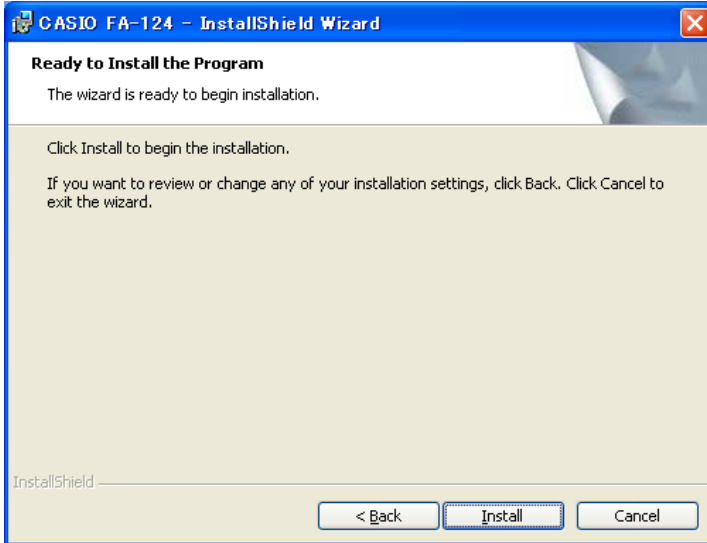 CASIO FA-124 - InstallShield Wizard
Ready to Install the Program
The wizard is ready to begin installation.
Click Install to begin the installation.
If you want to review or change any of your installation settings, click Back. Click Cancel to
exit the wizard.
InstallShield
< Back
Install
Cancel